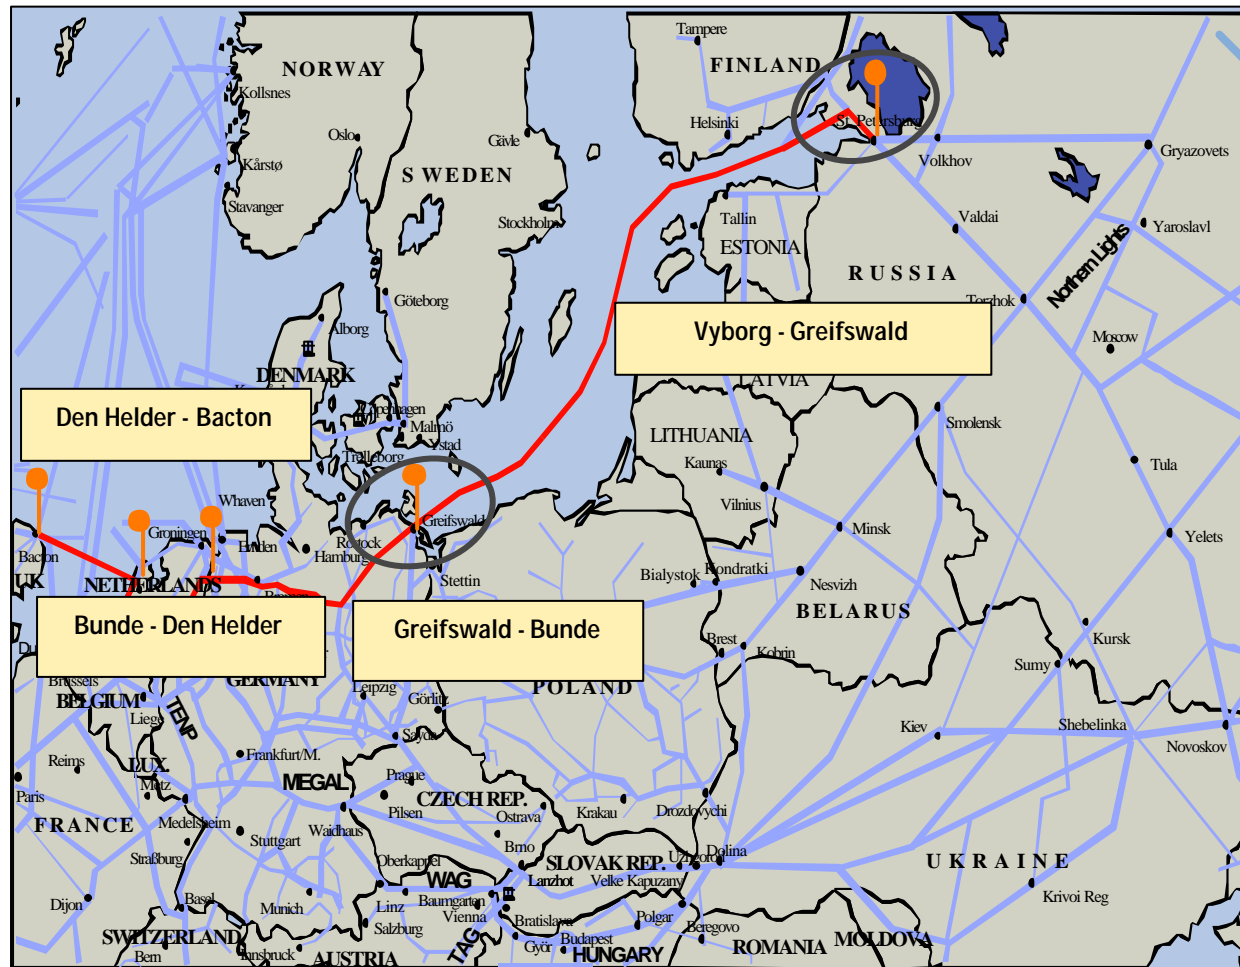 Tampere
NORWAY
FINLAND
Kollsnes
Helsinki
St. Petersburg
Oslo
Gävle
Volkhov
Gryazovets
Kårstø
SWEDEN
Stavanger
Stockholm
Tallin
Valdai
Yaroslavl
ESTONIA
Northern Lights
RUSSIA
Göteborg
Torzhok
Alborg
Vyborg - Greifswald
Moscow
DENMARK
LATVIA
Den Helder - Bacton
Copenhagen
Malmö
Smolensk
Ystad
LITHUANIA
Trelleborg
Kaunas
Tula
Whaven
Vilnius
Greifswald
Minsk
Groningen
Emden
Rostock
Yelets
Bacton
Hamburg
UK
NETHERLANDS
Stettin
Bialystok
Kondratki
Nesvizh
BELARUS
Bunde - Den Helder
Greifswald - Bunde
Kursk
Brest
Kobrin
Sumy
Brussels
GERMANY
Leipzig
POLAND
BELGIUM
Görlitz
Liege
TENP
Kiev
Shebelinka
Sayda
Novoskov
Frankfurt/M.
Reims
LUX.
MEGAL
Prague
Metz
Paris
CZECH REP.
Pilsen
Krakau
Drozdovychi
Ostrava
FRANCE
Medelsheim
Waidhaus
Stuttgart
Brno
Straßburg
Oberkappel
SLOVAK REP.
Uzhgorod
Dolina
UKRAINE
WAG
Lanzhot
Velke Kapuzany
Dijon
Basel
Munich
Linz
Baumgarten
Krivoi Reg
Vienna
Salzburg
Bratislava
Polgar
Beregovo
SWITZERLAND
TAG
Györ
Budapest
MOLDOVA
Bern
Innsbruck
AUSTRIA
HUNGARY
ROMANIA